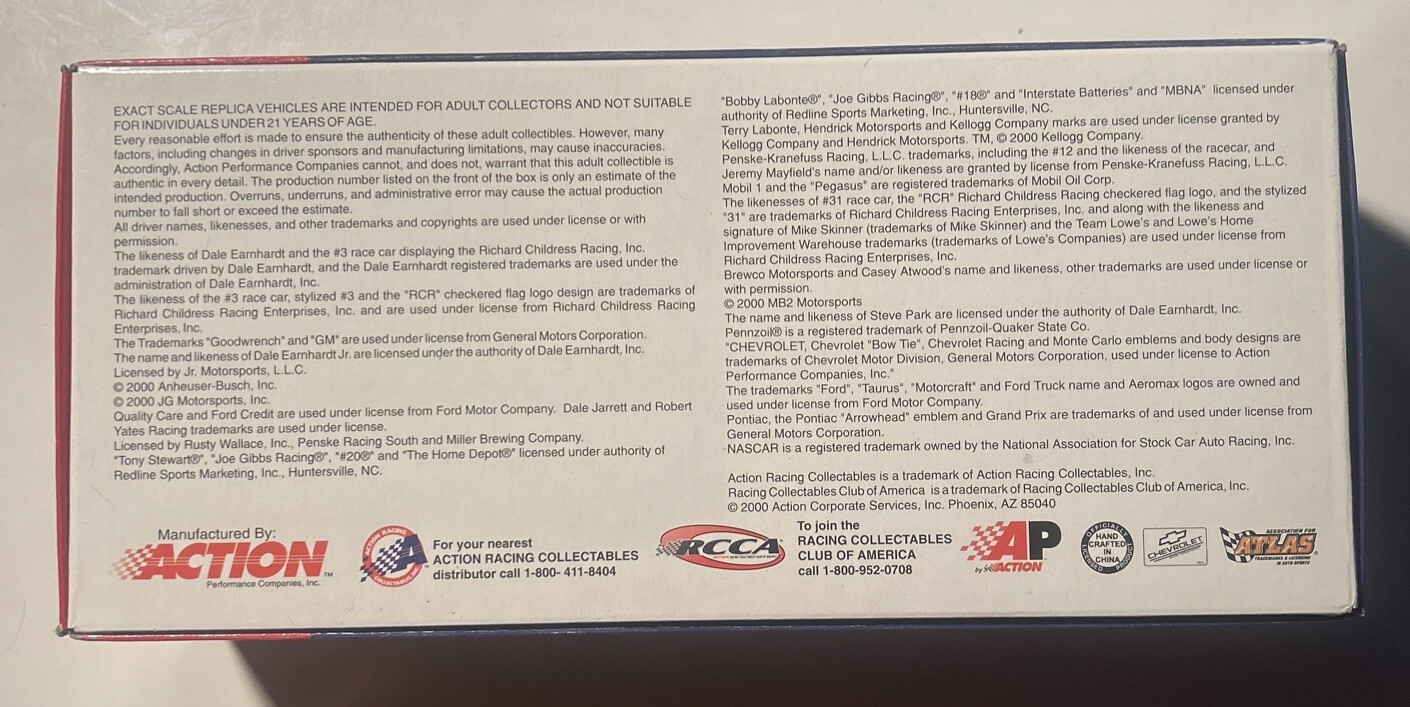 EXACT SCALE REPLICA VEHICLES ARE INTENDED FOR ADULT COLLECTORS AND NOT SUITABLE
FOR INDIVIDUALS UNDER 21 YEARS OF AGE.
Every reasonable effort is made to ensure the authenticity of these adult collectibles. However, many
factors, including changes in driver sponsors and manufacturing limitations, may cause inaccuracies.
Accordingly, Action Performance Companies cannot, and does not, warrant that this adult collectible is
authentic in every detail. The production number listed on the front of the box is only an estimate of the
intended production. Overruns, underruns, and administrative error may cause the actual production
number to fall short or exceed the estimate.
All driver names, likenesses, and other trademarks and copyrights are used under license or with
permission.
The likeness of Dale Earnhardt and the #3 race car displaying the Richard Childress Racing, Inc.
trademark driven by Dale Earnhardt, and the Dale Earnhardt registered trademarks are used under the
administration of Dale Earnhardt, Inc.
The likeness of the #3 race car, stylized #3 and the "RCR" checkered flag logo design are trademarks of
Richard Childress Racing Enterprises, Inc. and are used under license from Richard Childress Racing
Enterprises, Inc.
The Trademarks "Goodwrench" and "GM" are used under license from General Motors Corporation.
The name and likeness of Dale Earnhardt Jr. are licensed under the authority of Dale Earnhardt, Inc.
Licensed by Jr. Motorsports, L.L.C.
© 2000 Anheuser-Busch, Inc.
© 2000 JG Motorsports, Inc.
Quality Care and Ford Credit are used under license from Ford Motor Company. Dale Jarrett and Robert
Yates Racing trademarks are used under license.
Licensed by Rusty Wallace, Inc., Penske Racing South and Miller Brewing Company.
"Tony Stewart®", "Joe Gibbs Racing®", "#20®" and "The Home Depot®" licensed under authority of
Redline Sports Marketing, Inc., Huntersville, NC.
"Bobby Labonte®", "Joe Gibbs Racing®", "#18®" and "Interstate Batteries" and "MBNA" licensed under
authority of Redline Sports Marketing, Inc., Huntersville, NC.
Terry Labonte, Hendrick Motorsports and Kellogg Company marks are used under license granted by
Kellogg Company and Hendrick Motorsports. TM, © 2000 Kellogg Company.
Penske-Kranefuss Racing, L.L.C. trademarks, including the #12 and the likeness of the racecar, and
Jeremy Mayfield's name and/or likeness are granted by license from Penske-Kranefuss Racing, L.L.C.
Mobil 1 and the "Pegasus" are registered trademarks of Mobil Oil Corp.
The likenesses of #31 race car, the "RCR" Richard Childress Racing checkered flag logo, and the stylized
"31" are trademarks of Richard Childress Racing Enterprises, Inc. and along with the likeness and
signature of Mike Skinner (trademarks of Mike Skinner) and the Team Lowe's and Lowe's Home
Improvement Warehouse trademarks (trademarks of Lowe's Companies) are used under license from
Richard Childress Racing Enterprises, Inc.
Brewco Motorsports and Casey Atwood's name and likeness, other trademarks are used under license or
with permission.
© 2000 MB2 Motorsports
The name and likeness of Steve Park are licensed under the authority of Dale Earnhardt, Inc.
Pennzoil® is a registered trademark of Pennzoil-Quaker State Co.
"CHEVROLET, Chevrolet "Bow Tie", Chevrolet Racing and Monte Carlo emblems and body designs are
trademarks of Chevrolet Motor Division, General Motors Corporation, used under license to Action
Performance Companies, Inc."
The trademarks "Ford", "Taurus", "Motorcraft" and Ford Truck name and Aeromax logos are owned and
used under license from Ford Motor Company.
Pontiac, the Pontiac "Arrowhead" emblem and Grand Prix are trademarks of and used under license from
General Motors Corporation.
NASCAR is a registered trademark owned by the National Association for Stock Car Auto Racing, Inc.
Action Racing Collectables is a trademark of Action Racing Collectables, Inc.
Racing Collectables Club of America is a trademark of Racing Collectables Club of America, Inc.
© 2000 Action Corporate Services, Inc. Phoenix, AZ 85040
Manufactured By:
ACTION™
Performance Companies, Inc.
ACTION RACING
COLLECTABLES
For your nearest
ACTION RACING COLLECTABLES
distributor call 1-800- 411-8404
RCCA
To join the
RACING COLLECTABLES
CLUB OF AMERICA
call 1-800-952-0708
AP
by ACTION
OFFICIALLY
HAND
CRAFTED
IN
CHINA
LICENSED PRODUCT
CHEVROLET
ASSOCIATION FOR
ATLAS
TRADEMARKS & LICENSING
IN AUTO SPORTS